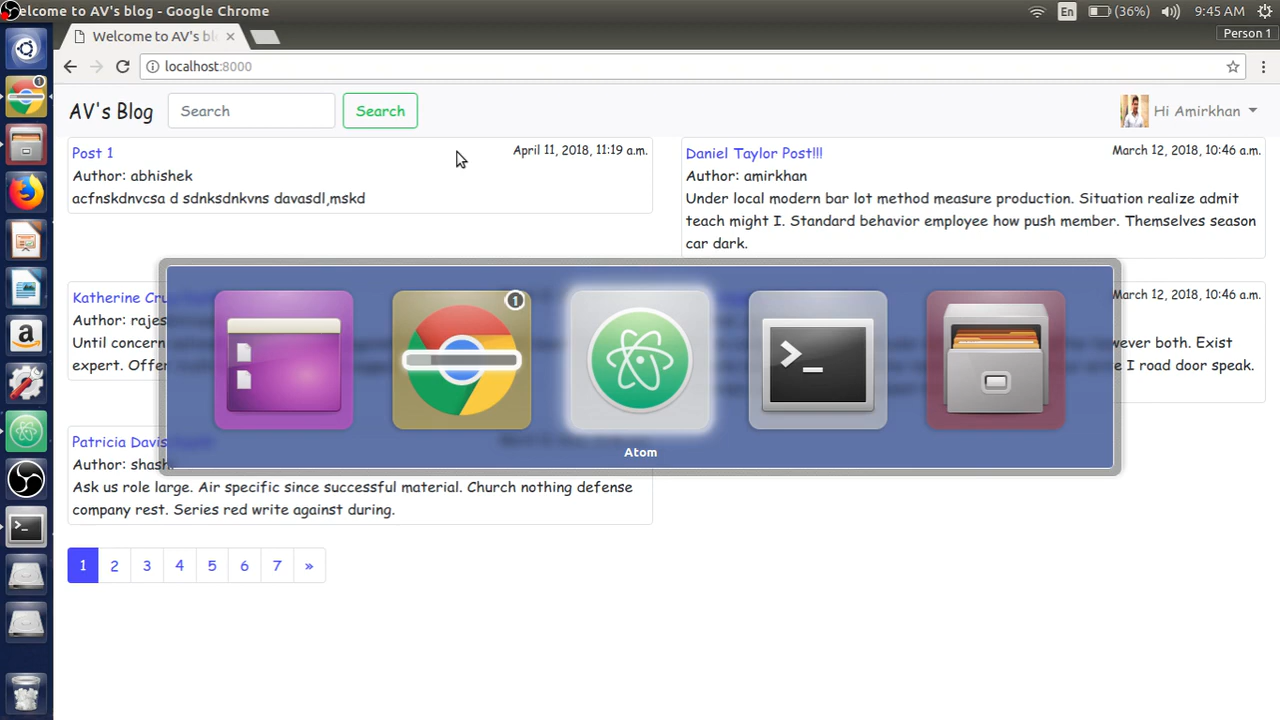 elcome to AV's blog - Google Chrome
En
(36%)
9:45 AM
Welcome to AV's bl
Person 1
localhost:8000
AV's Blog
Search
Search
Hi Amirkhan
Post 1
April 11, 2018, 11:19 a.m.
Author: abhishek
acfnskdnvcsa d sdnksdnkvns davasdl,mskd
Daniel Taylor Post!!!
March 12, 2018, 10:46 a.m.
Author: amirkhan
Under local modern bar lot method measure production. Situation realize admit
teach might I. Standard behavior employee how push member. Themselves season
car dark.
Katherine Cru
Author: rajes
Until concern
expert. Offer
March 12, 2018, 10:46 a.m.
however both. Exist
I road door speak.
1
Atom
Patricia Davis
Author: shash
Ask us role large. Air specific since successful material. Church nothing defense
company rest. Series red write against during.
1 2 3 4 5 6 7 »